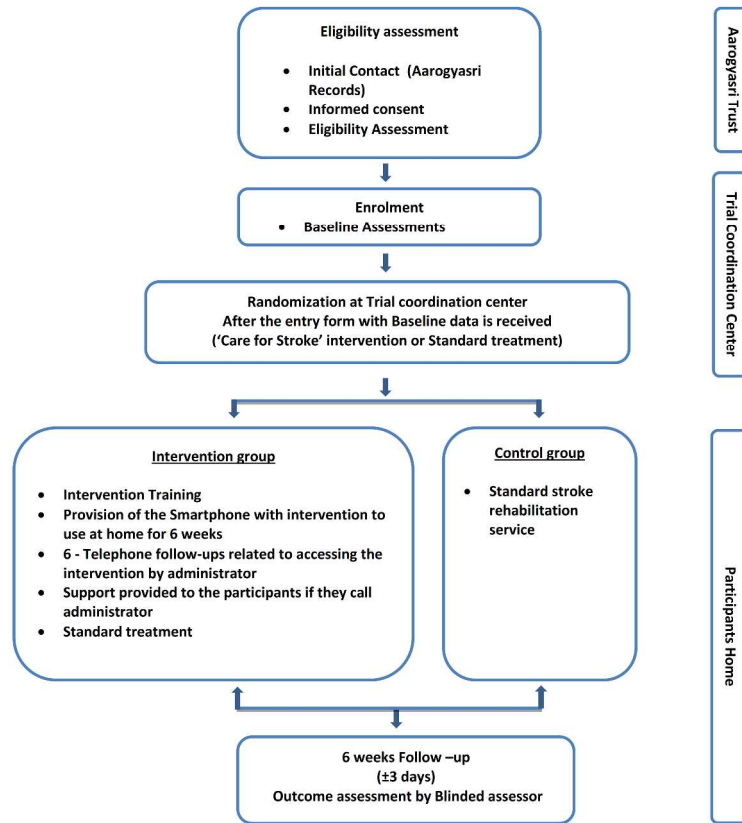 Eligibility assessment
• Initial Contact (Aarogyasri
Records)
• Informed consent
• Eligibility Assessment
Aarogyasri Trust
Enrolment
• Baseline Assessments
Randomization at Trial coordination center
After the entry form with Baseline data is received
(‘Care for Stroke’ intervention or Standard treatment)
Trial Coordination Center
Intervention group
• Intervention Training
• Provision of the Smartphone with intervention to
use at home for 6 weeks
• 6 - Telephone follow-ups related to accessing the
intervention by administrator
• Support provided to the participants if they call
administrator
• Standard treatment
Control group
• Standard stroke
rehabilitation
service
Participants Home
6 weeks Follow –up
(±3 days)
Outcome assessment by Blinded assessor